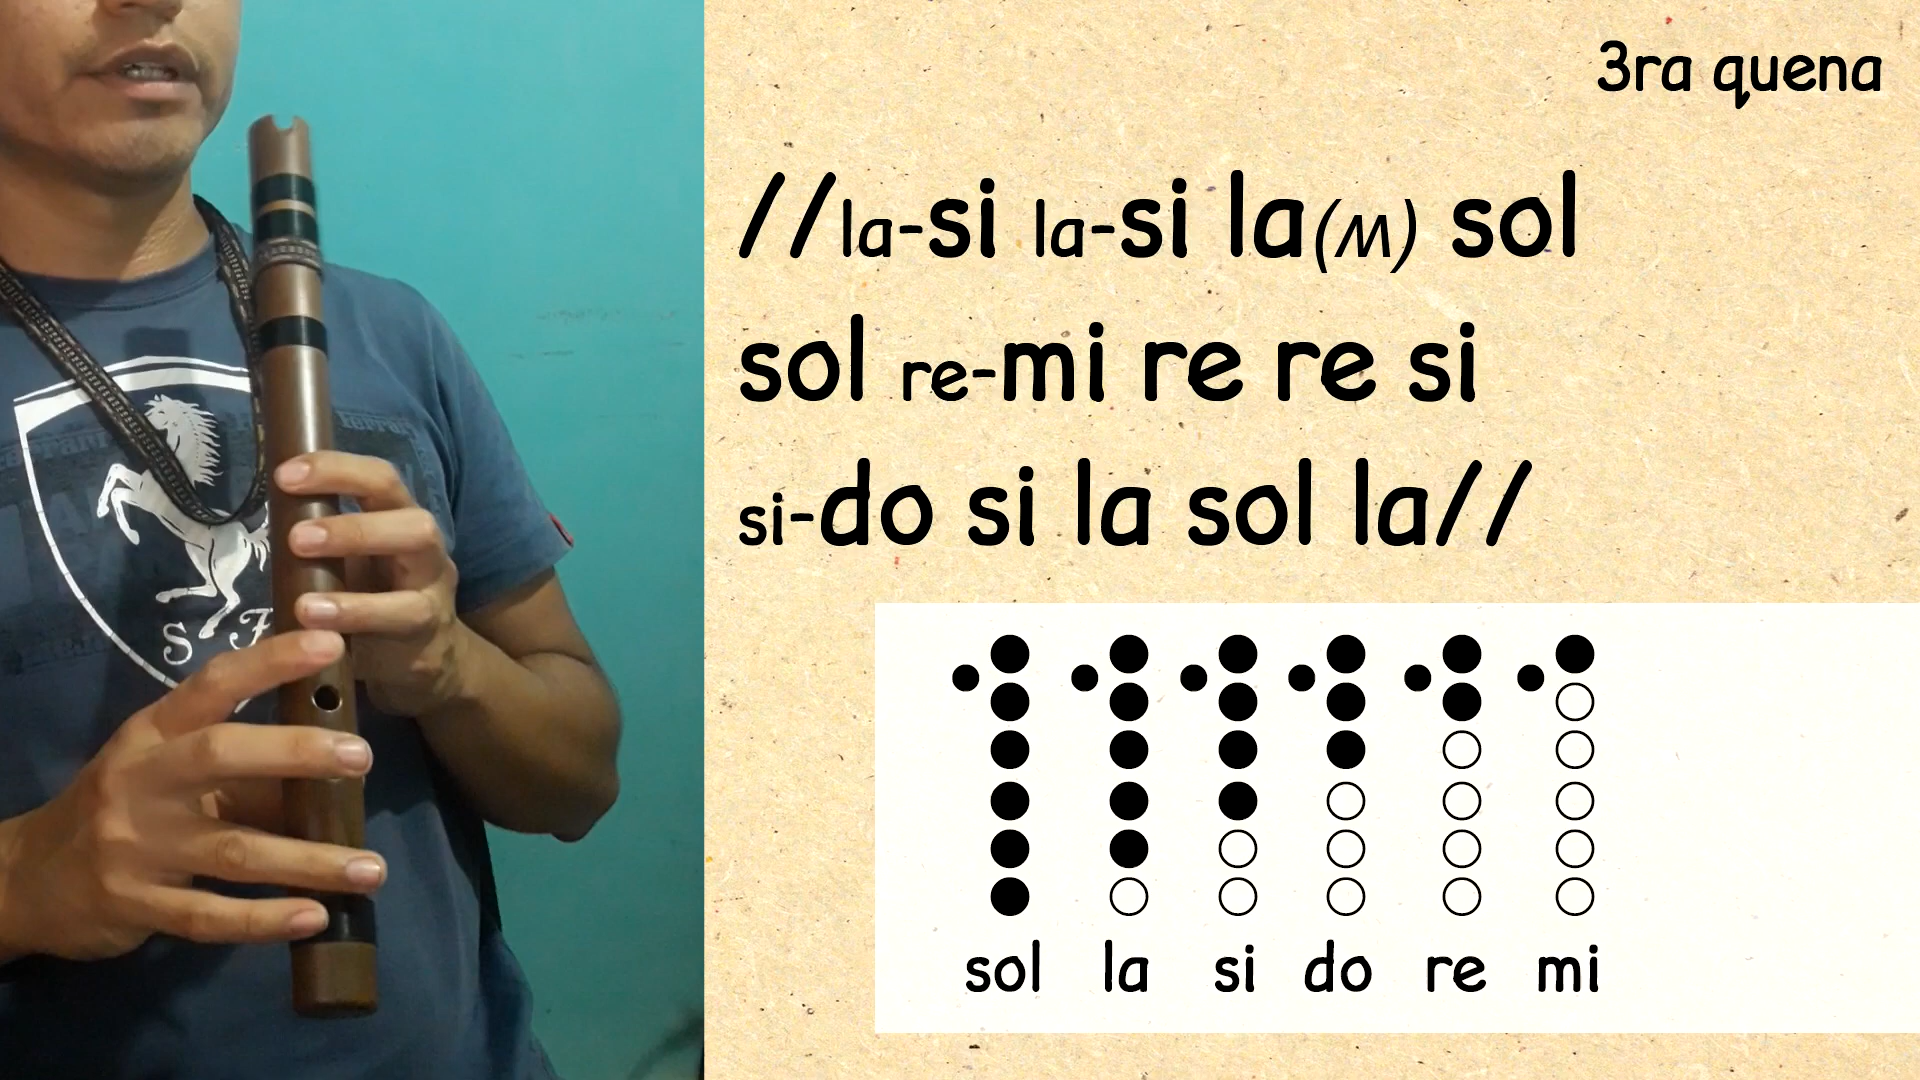 3ra quena
//la-si la-si la(M) sol
sol re-mi re re si
si-do si la sol la//
sol la si do re mi
S F